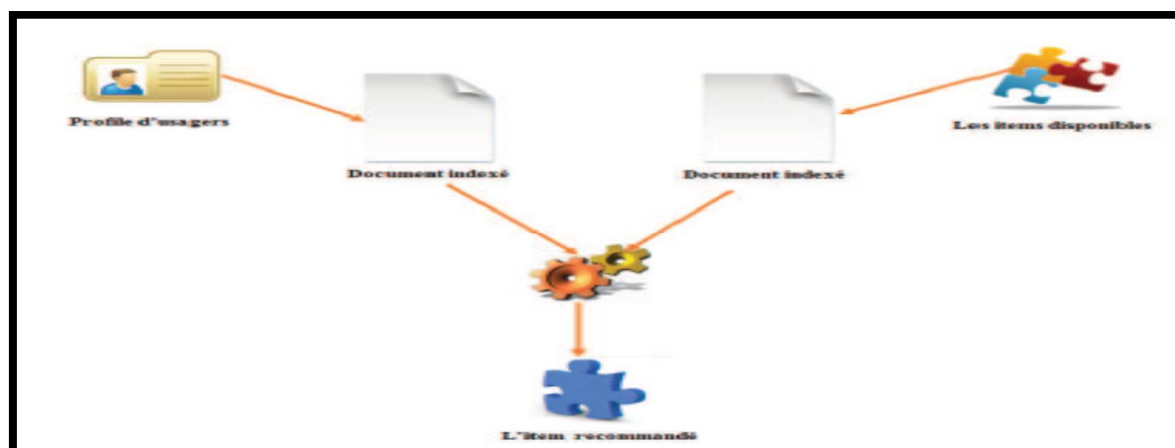 Profile d'usagers
Les items disponibles
Document indexé
Document indexé
L'item recommandé